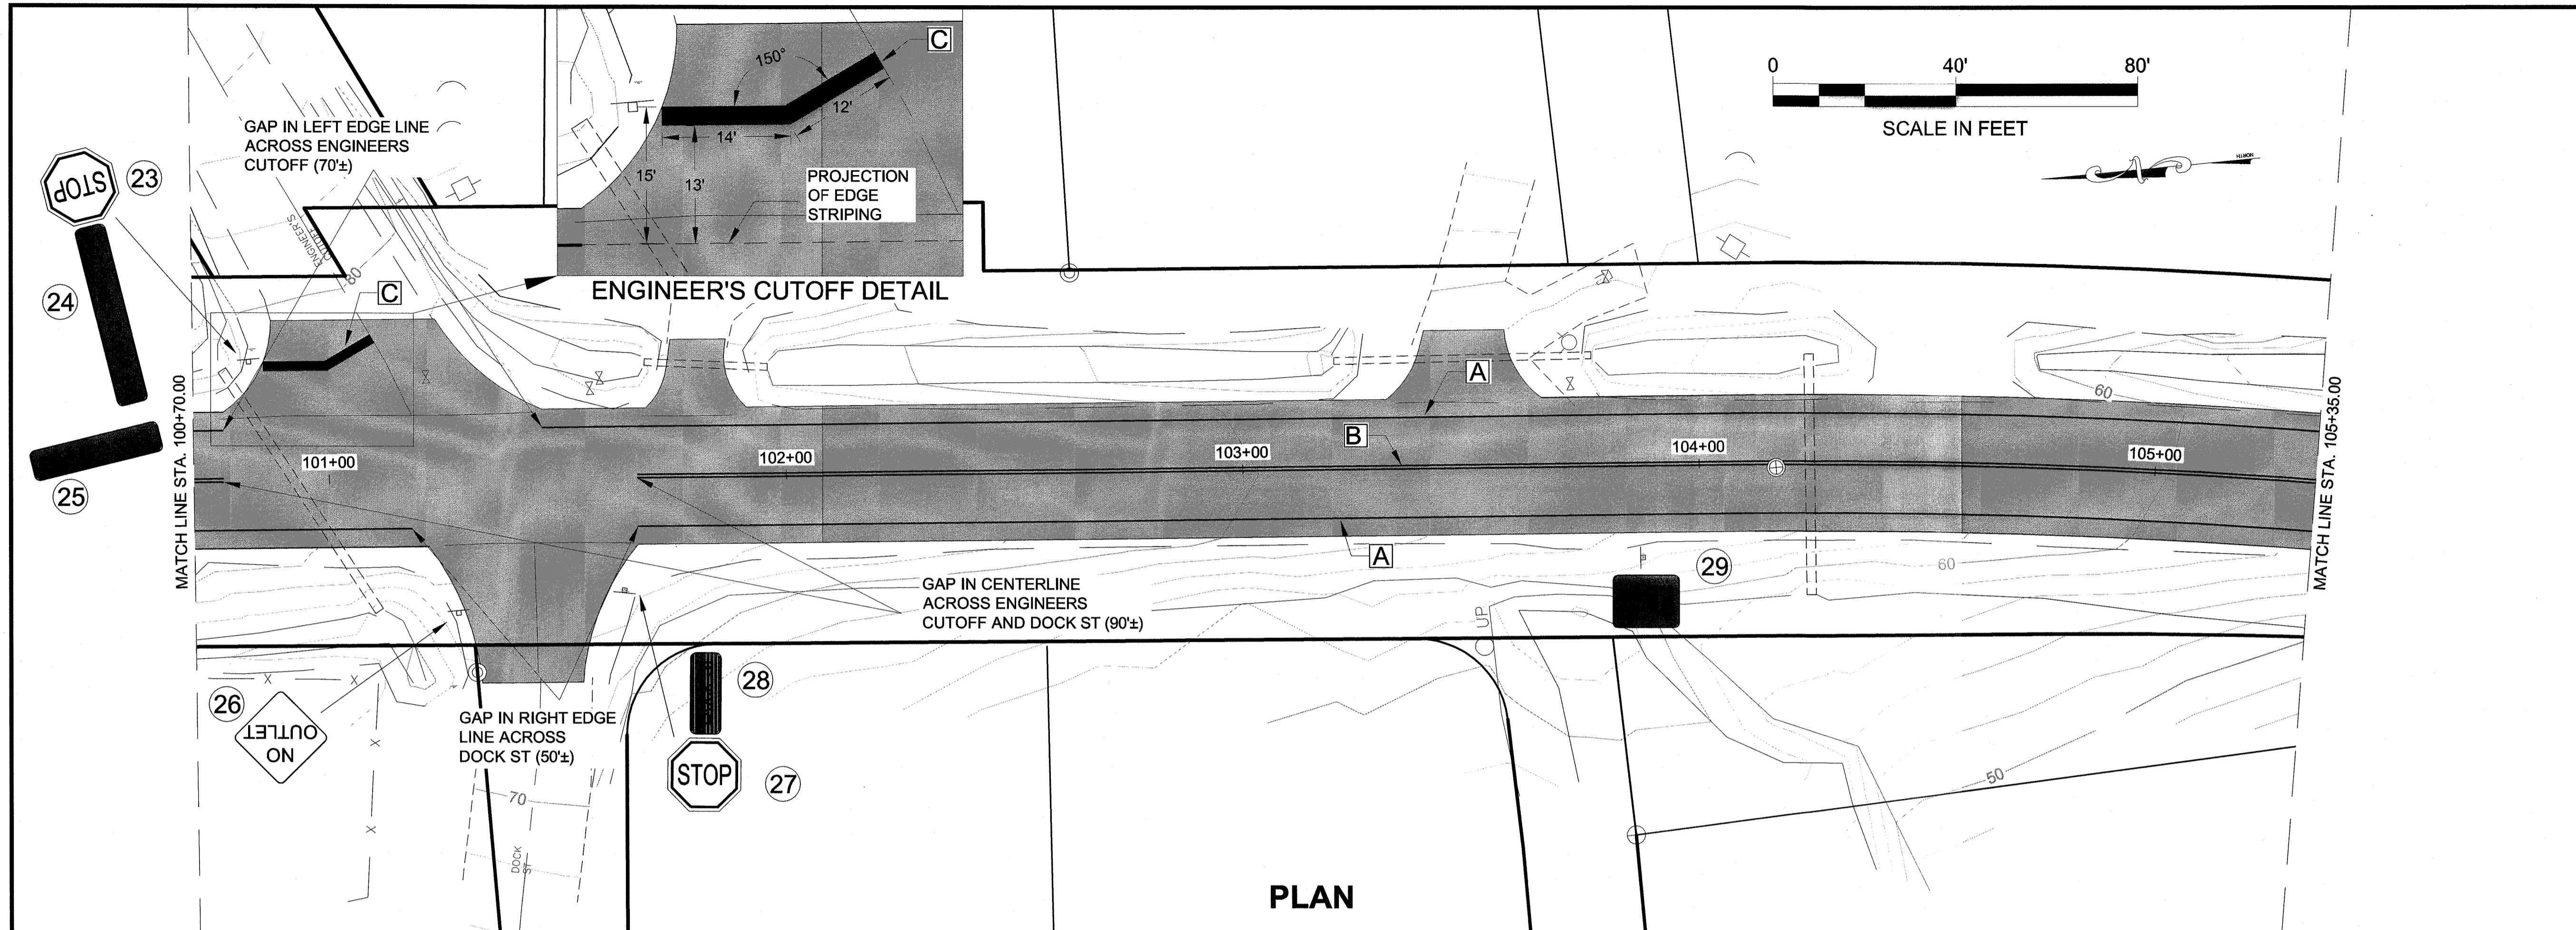 C
150°
12'
14'
15'
13'
PROJECTION
OF EDGE
STRIPING
ENGINEER'S CUTOFF DETAIL
0 40' 80'
SCALE IN FEET
NORTH
GAP IN LEFT EDGE LINE
ACROSS ENGINEERS
CUTOFF (70'±)
STOP
23
24
25
ENGINEER'S
CUTOFF
80
C
MATCH LINE STA. 100+70.00
101+00
102+00
103+00
104+00
105+00
A
B
A
60
MATCH LINE STA. 105+35.00
GAP IN CENTERLINE
ACROSS ENGINEERS
CUTOFF AND DOCK ST (90'±)
29
60
UP
26
NO
OUTLET
X X
X
X
GAP IN RIGHT EDGE
LINE ACROSS
DOCK ST (50'±)
28
STOP
27
70
DOCK
ST
50
PLAN